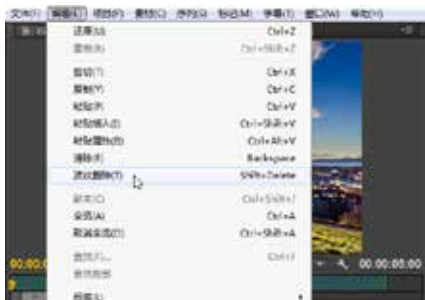 文件(F) 编辑(E) 项目(P) 素材(C) 序列(S) 标记(M) 字幕(T) 窗口(W) 帮助(H)
还原(U) Ctrl+Z
重做(R) Ctrl+Shift+Z
剪切(T) Ctrl+X
复制(Y) Ctrl+C
粘贴(P) Ctrl+V
粘贴插入(I) Ctrl+Shift+V
粘贴属性(B) Ctrl+Alt+V
清除(E) Backspace
波纹删除(T) Shift+Delete
副本(C) Ctrl+Shift+/
全选(A) Ctrl+A
取消全选(D) Ctrl+Shift+A
查找(F)... Ctrl+F
查找脸部
标签(L)
00:00:0
00:00:05:00